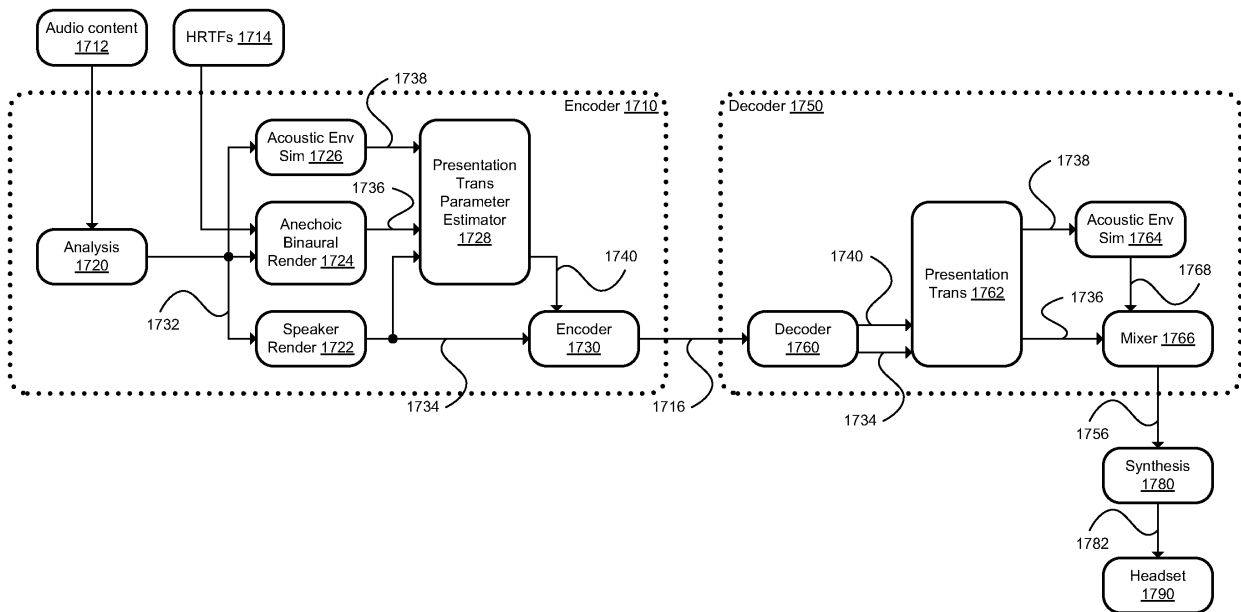 Audio content
1712
HRTFs 1714
1738
Encoder 1710
Decoder 1750
Acoustic Env
Sim 1726
Presentation
Trans
Parameter
Estimator
1728
1736
1738
Anechoic
Binaural
Render 1724
Acoustic Env
Sim 1764
Analysis
1720
1740
1740
Presentation
Trans 1762
1768
1736
1732
Speaker
Render 1722
Encoder
1730
Decoder
1760
Mixer 1766
1734
1716
1734
1756
Synthesis
1780
1782
Headset
1790